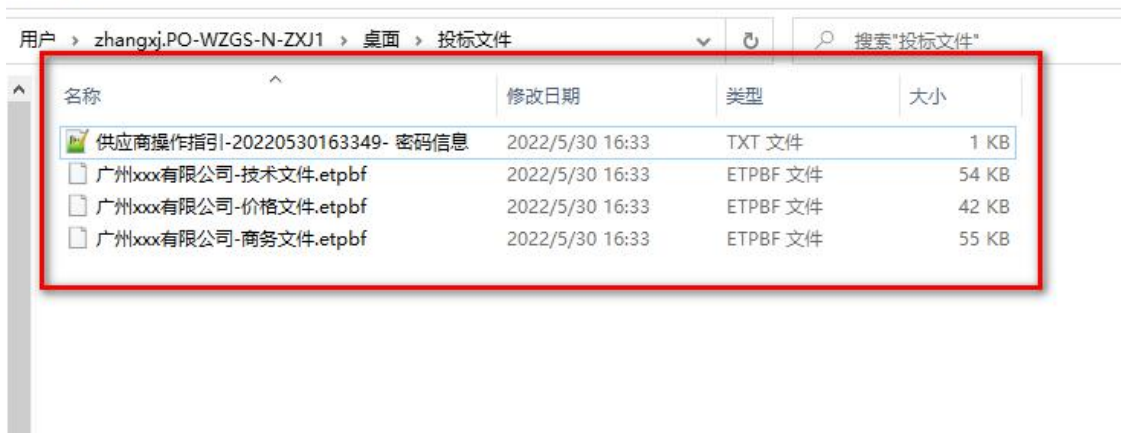 用户 › zhangxj.PO-WZGS-N-ZXJ1 › 桌面 › 投标文件 搜索"投标文件"
名称 修改日期 类型 大小
供应商操作指引-20220530163349- 密码信息 2022/5/30 16:33 TXT 文件 1 KB
广州xxx有限公司-技术文件.etpbf 2022/5/30 16:33 ETPBF 文件 54 KB
广州xxx有限公司-价格文件.etpbf 2022/5/30 16:33 ETPBF 文件 42 KB
广州xxx有限公司-商务文件.etpbf 2022/5/30 16:33 ETPBF 文件 55 KB